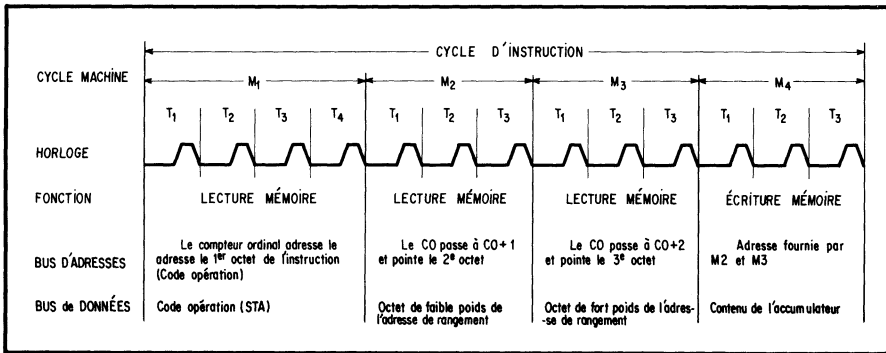 CYCLE D'INSTRUCTION
CYCLE MACHINE M1 M2 M3 M4
T1 T2 T3 T4 T1 T2 T3 T1 T2 T3 T1 T2 T3
HORLOGE
FONCTION LECTURE MÉMOIRE LECTURE MÉMOIRE LECTURE MÉMOIRE ÉCRITURE MÉMOIRE
Le compteur ordinal adresse le Le CO passe à CO+1 Le CO passe à CO+2 Adresse fournie par
BUS D'ADRESSES adresse le 1er octet de l'instruction et pointe le 2e octet et pointe le 3e octet M2 et M3
(Code opération)
BUS de DONNÉES Code opération (STA) Octet de faible poids de Octet de fort poids de l'adres- Contenu de l'accumulateur
l'adresse de rangement -se de rangement